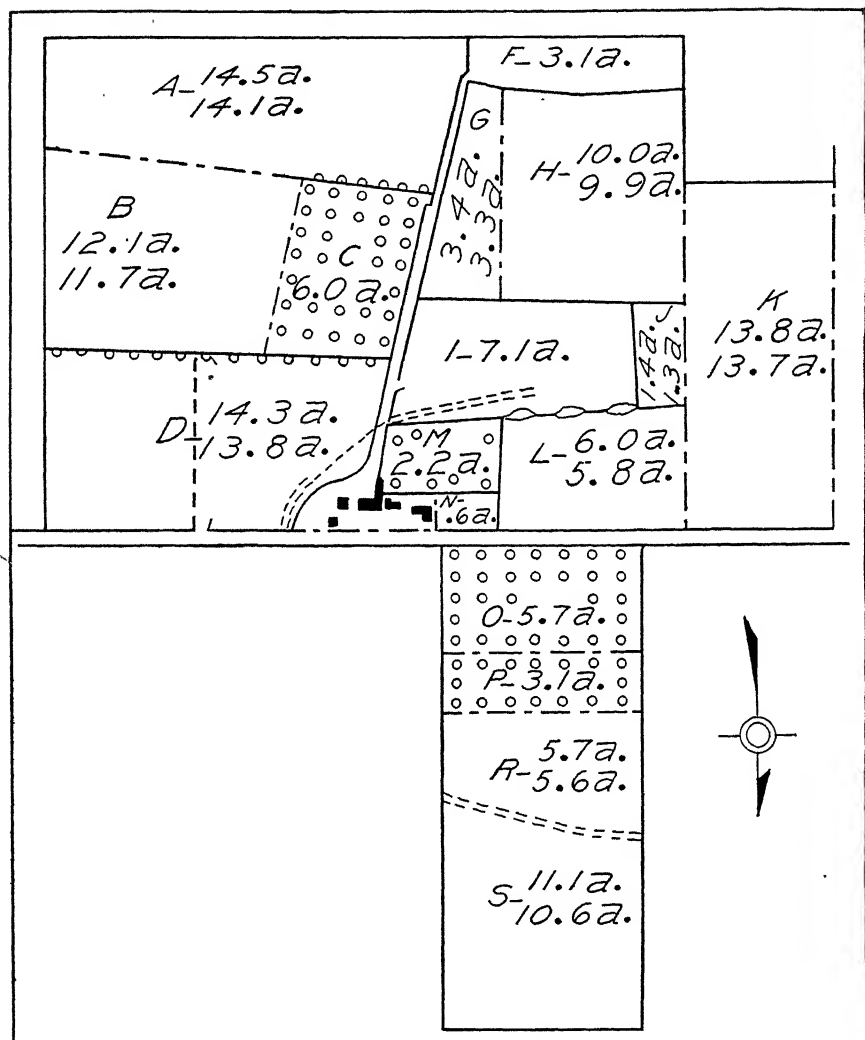 A- 14.5a.
14.1a.
F- 3.1a.
G
3.4a.
3.3a.
H- 10.0a.
9.9a.
B
12.1a.
11.7a.
C
6.0a.
I- 7.1a.
J
1.4a.
1.3a.
K
13.8a.
13.7a.
D- 14.3a.
13.8a.
M
2.2a.
L- 6.0a.
5.8a.
N-
.6a.
O- 5.7a.
P- 3.1a.
R- 5.7a.
5.6a.
S- 11.1a.
10.6a.